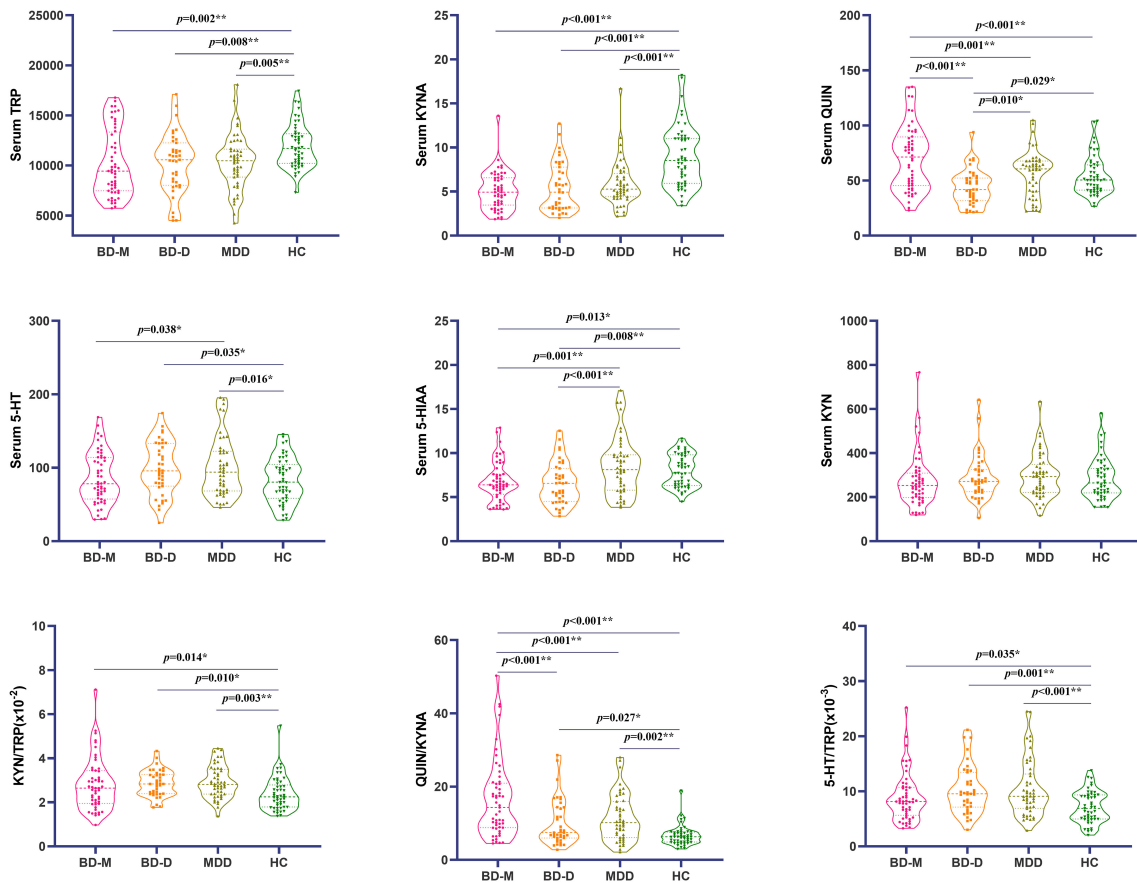 Serum TRP
25000
20000
15000
10000
5000
p=0.002**
p=0.008**
p=0.005**
BD-M BD-D MDD HC
Serum KYNA
25
20
15
10
5
0
p<0.001**
p<0.001**
p<0.001**
BD-M BD-D MDD HC
Serum QUIN
200
150
100
50
0
p<0.001**
p=0.001**
p<0.001**
p=0.029*
p=0.010*
BD-M BD-D MDD HC
Serum 5-HT
300
200
100
0
p=0.038*
p=0.035*
p=0.016*
BD-M BD-D MDD HC
Serum 5-HIAA
25
20
15
10
5
0
p=0.013*
p=0.008**
p=0.001**
p<0.001**
BD-M BD-D MDD HC
Serum KYN
1000
800
600
400
200
0
BD-M BD-D MDD HC
KYN/TRP(x10⁻²)
10
8
6
4
2
0
p=0.014*
p=0.010*
p=0.003**
BD-M BD-D MDD HC
QUIN/KYNA
60
40
20
0
p<0.001**
p<0.001**
p<0.001**
p=0.027*
p=0.002**
BD-M BD-D MDD HC
5-HT/TRP(x10⁻³)
40
30
20
10
0
p=0.035*
p=0.001**
p<0.001**
BD-M BD-D MDD HC